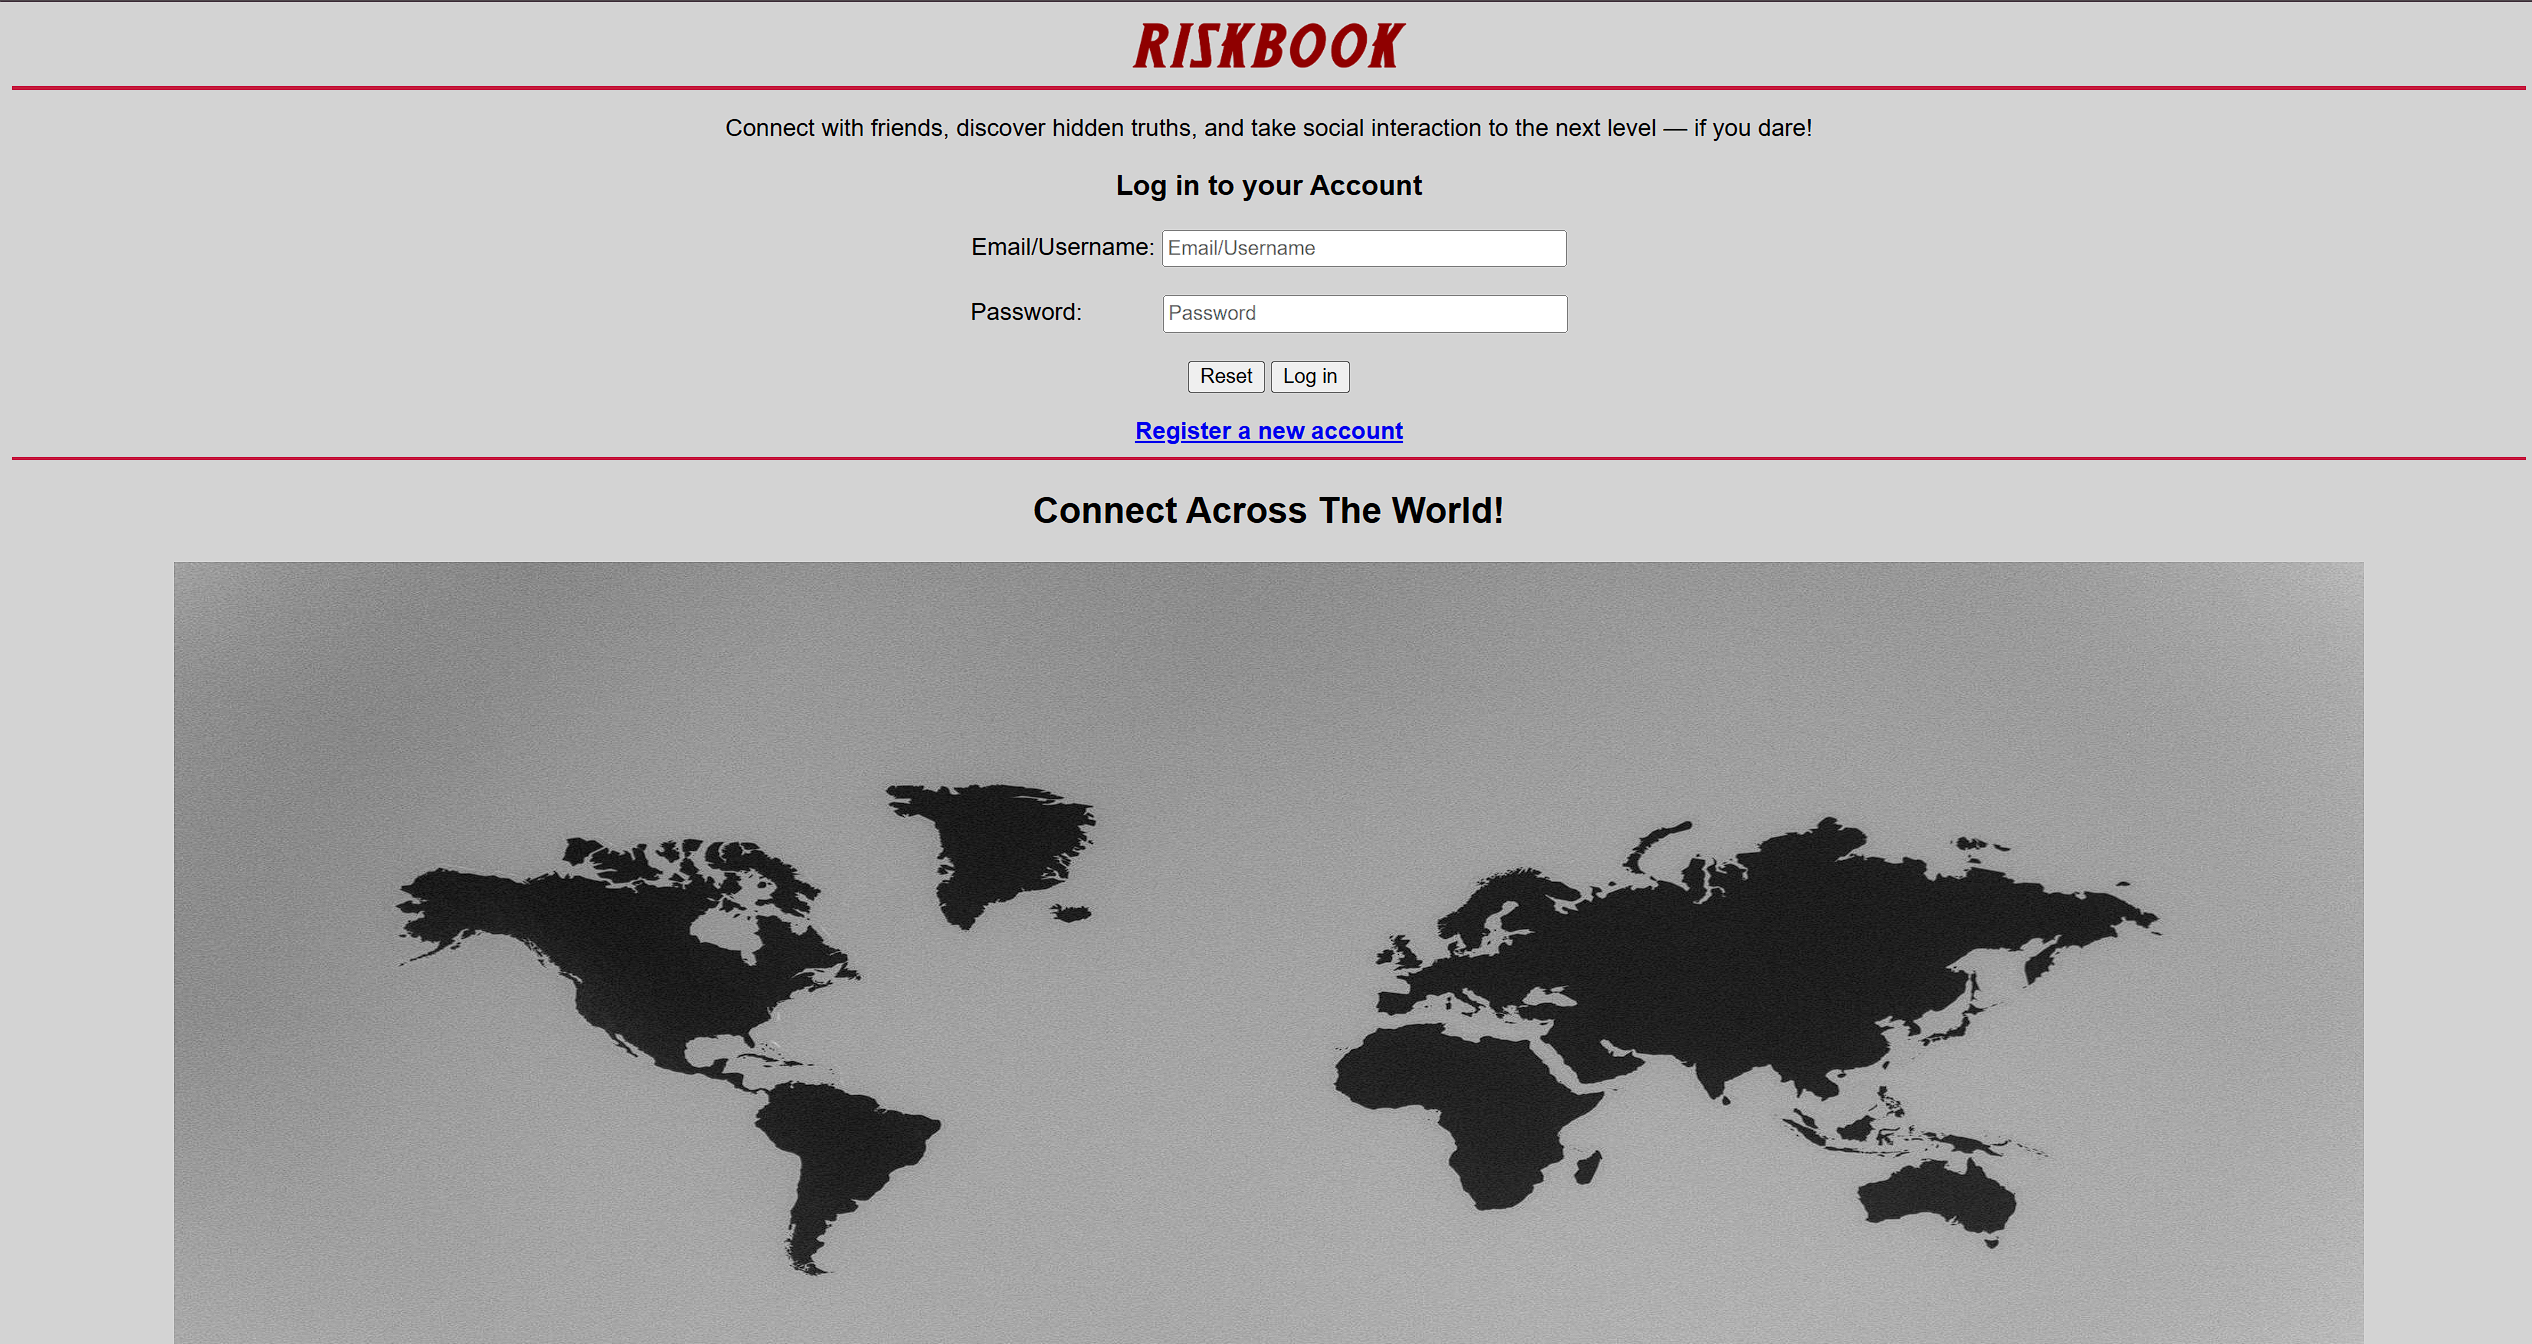 RISKBOOK
Connect with friends, discover hidden truths, and take social interaction to the next level — if you dare!
Log in to your Account
Email/Username: Email/Username
Password: Password
Reset Log in
Register a new account
Connect Across The World!